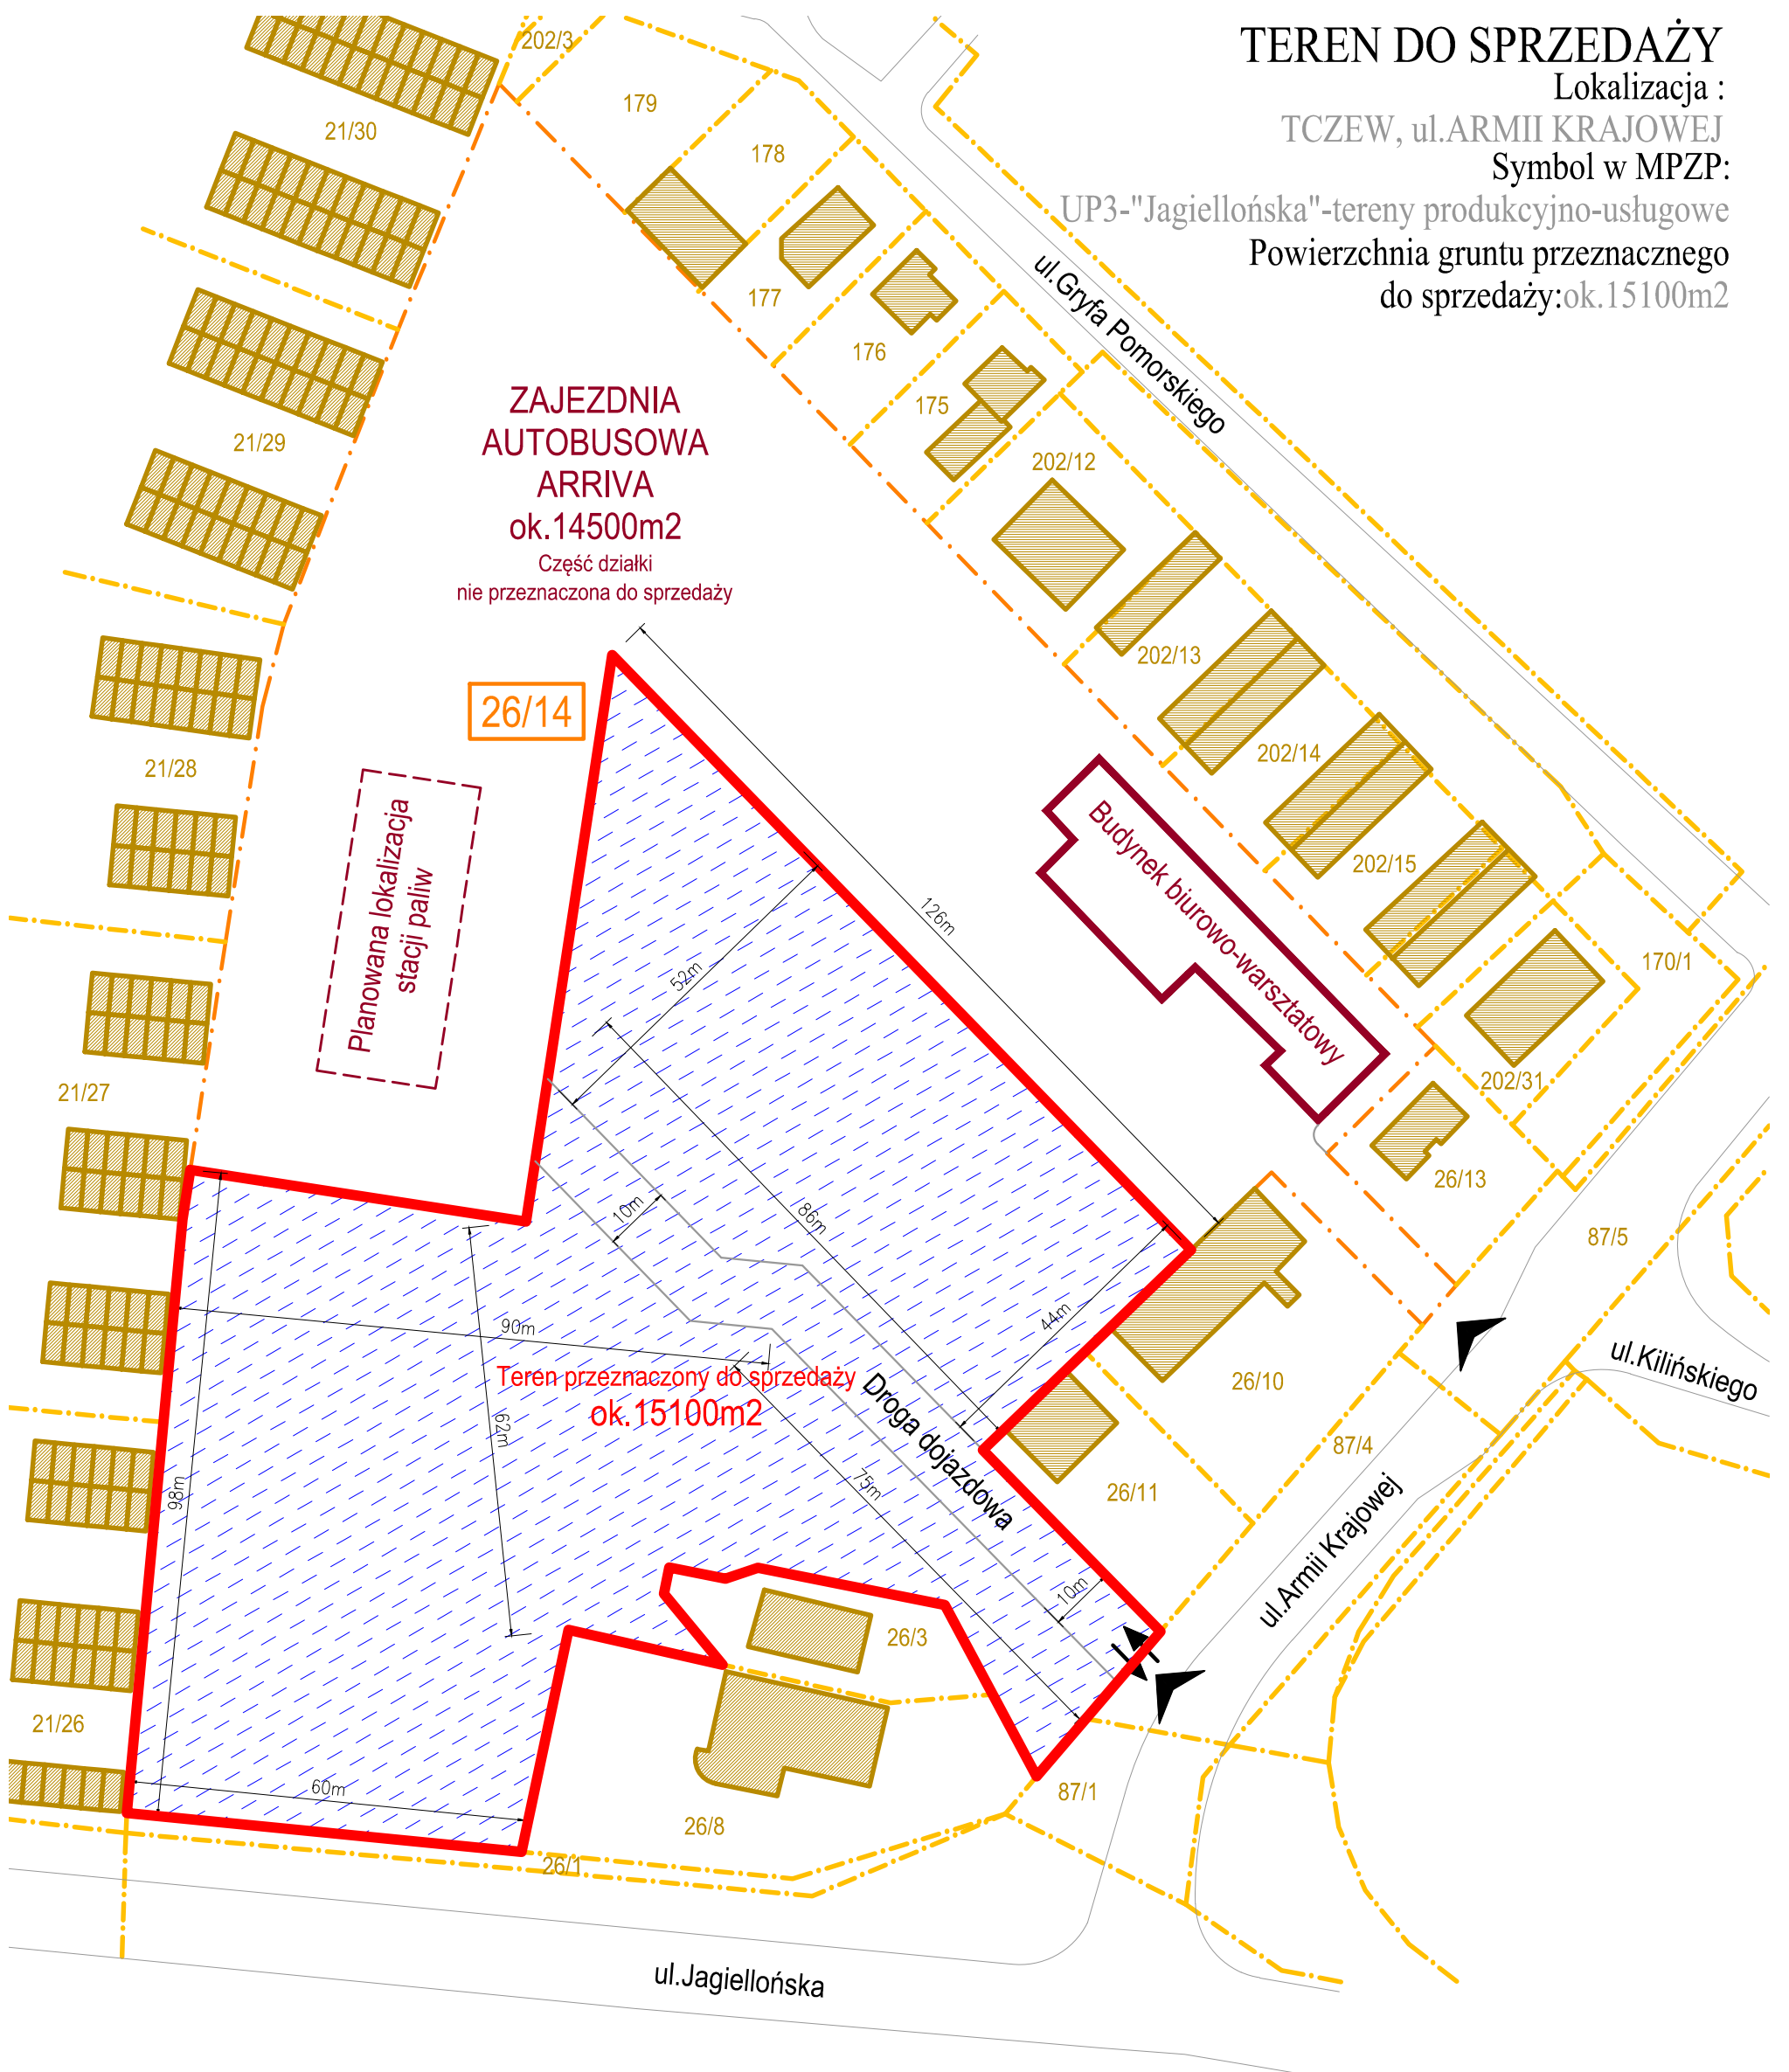 TEREN DO SPRZEDAŻY
Lokalizacja :
TCZEW, ul.ARMII KRAJOWEJ
Symbol w MPZP:
UP3-"Jagiellońska"-tereny produkcyjno-usługowe
Powierzchnia gruntu przeznacznego
do sprzedaży:ok.15100m2
202/3
179
21/30
178
177
ul.Gryfa Pomorskiego
176
175
21/29
ZAJEZDNIA
AUTOBUSOWA
ARRIVA
ok.14500m2
Część działki
nie przeznaczona do sprzedaży
202/12
202/13
26/14
202/14
21/28
Planowana lokalizacja
stacji paliw
Budynek biurowo-warsztatowy
202/15
126m
52m
170/1
21/27
202/31
26/13
10m
86m
87/5
44m
90m
Teren przeznaczony do sprzedaży
ok.15100m2
62m
Droga dojazdowa
26/10
ul.Kilińskiego
87/4
98m
75m
26/11
ul.Armii Krajowej
10m
26/3
21/26
60m
87/1
26/8
26/1
ul.Jagiellońska